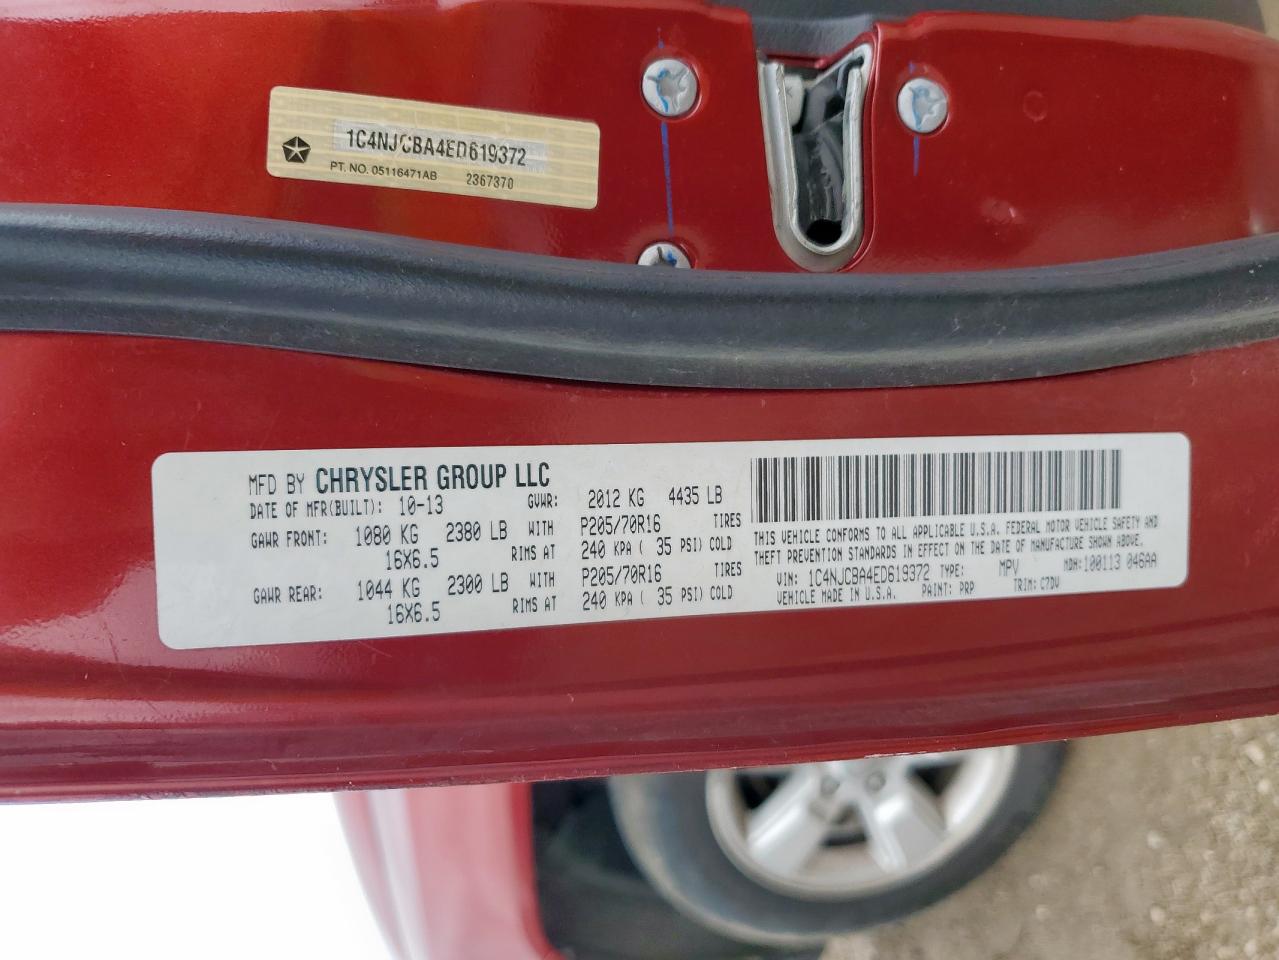 1C4NJCBA4ED619372
PT. NO. 05116471AB 2367370
MFD BY CHRYSLER GROUP LLC
DATE OF MFR(BUILT): 10-13 GVWR: 2012 KG 4435 LB
GAWR FRONT: 1080 KG 2380 LB WITH P205/70R16 TIRES
16X6.5 RIMS AT 240 KPA ( 35 PSI) COLD
GAWR REAR: 1044 KG 2300 LB WITH P205/70R16 TIRES
16X6.5 RIMS AT 240 KPA ( 35 PSI) COLD
THIS VEHICLE CONFORMS TO ALL APPLICABLE U.S.A. FEDERAL MOTOR VEHICLE SAFETY AND
THEFT PREVENTION STANDARDS IN EFFECT ON THE DATE OF MANUFACTURE SHOWN ABOVE.
VIN: 1C4NJCBA4ED619372 TYPE: MPV MDH: 100113 046AA
VEHICLE MADE IN U.S.A. PAINT: PRP TRIM: C7DV